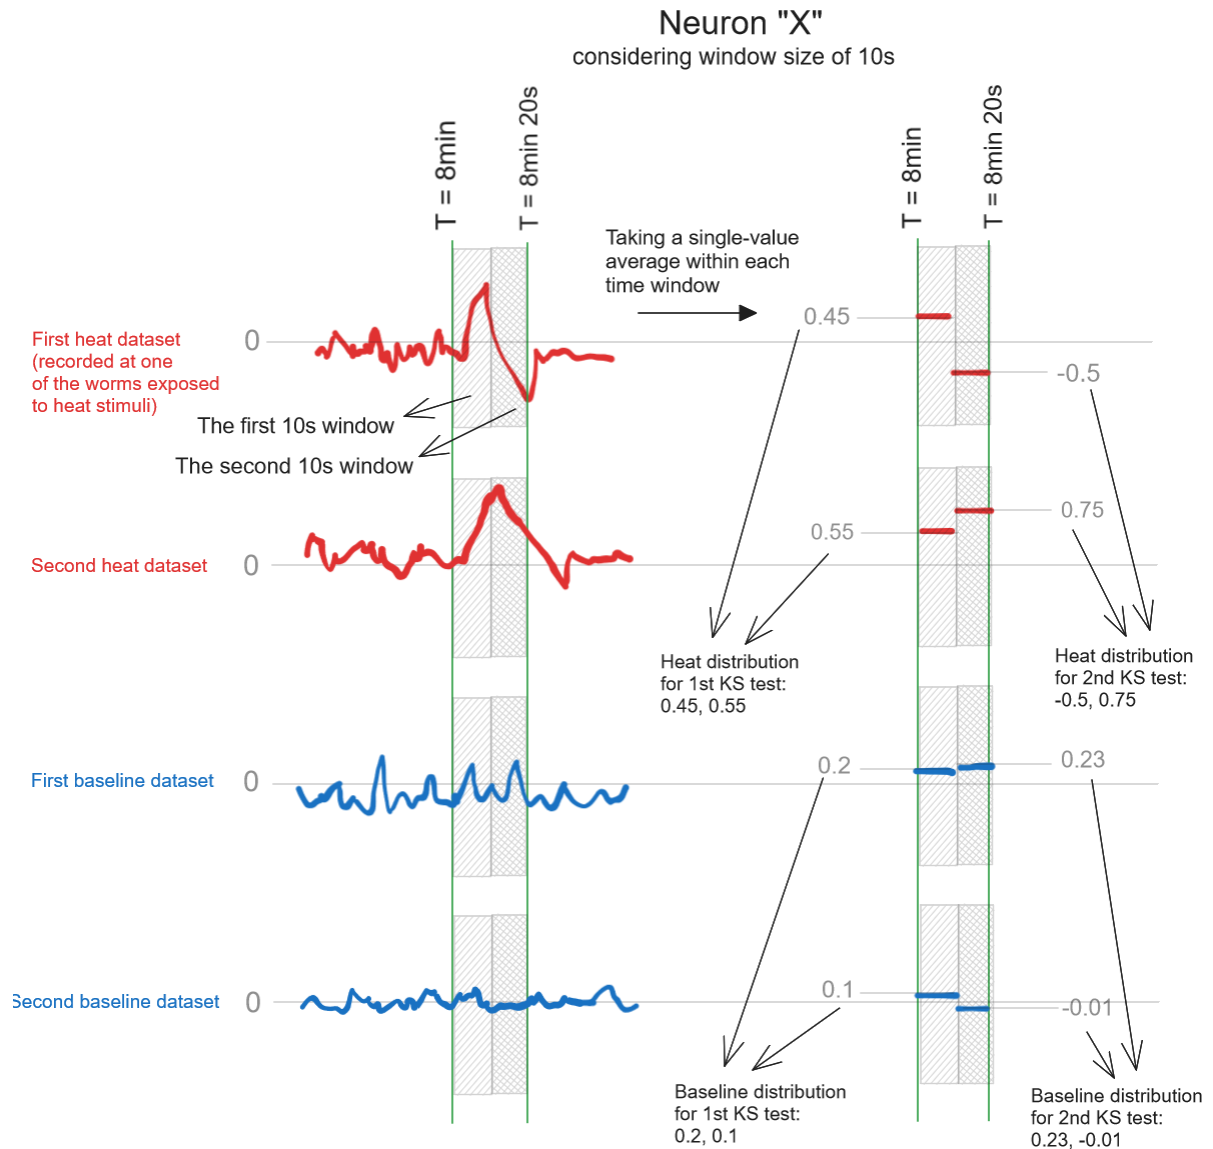 Neuron "X"
considering window size of 10s
T = 8min
T = 8min 20s
T = 8min
T = 8min 20s
Taking a single-value
average within each
time window
First heat dataset
(recorded at one
of the worms exposed
to heat stimuli)
0
0.45
-0.5
The first 10s window
The second 10s window
Second heat dataset
0
0.55
0.75
Heat distribution
for 1st KS test:
0.45, 0.55
Heat distribution
for 2nd KS test:
-0.5, 0.75
First baseline dataset
0
0.2
0.23
Second baseline dataset
0
0.1
-0.01
Baseline distribution
for 1st KS test:
0.2, 0.1
Baseline distribution
for 2nd KS test:
0.23, -0.01